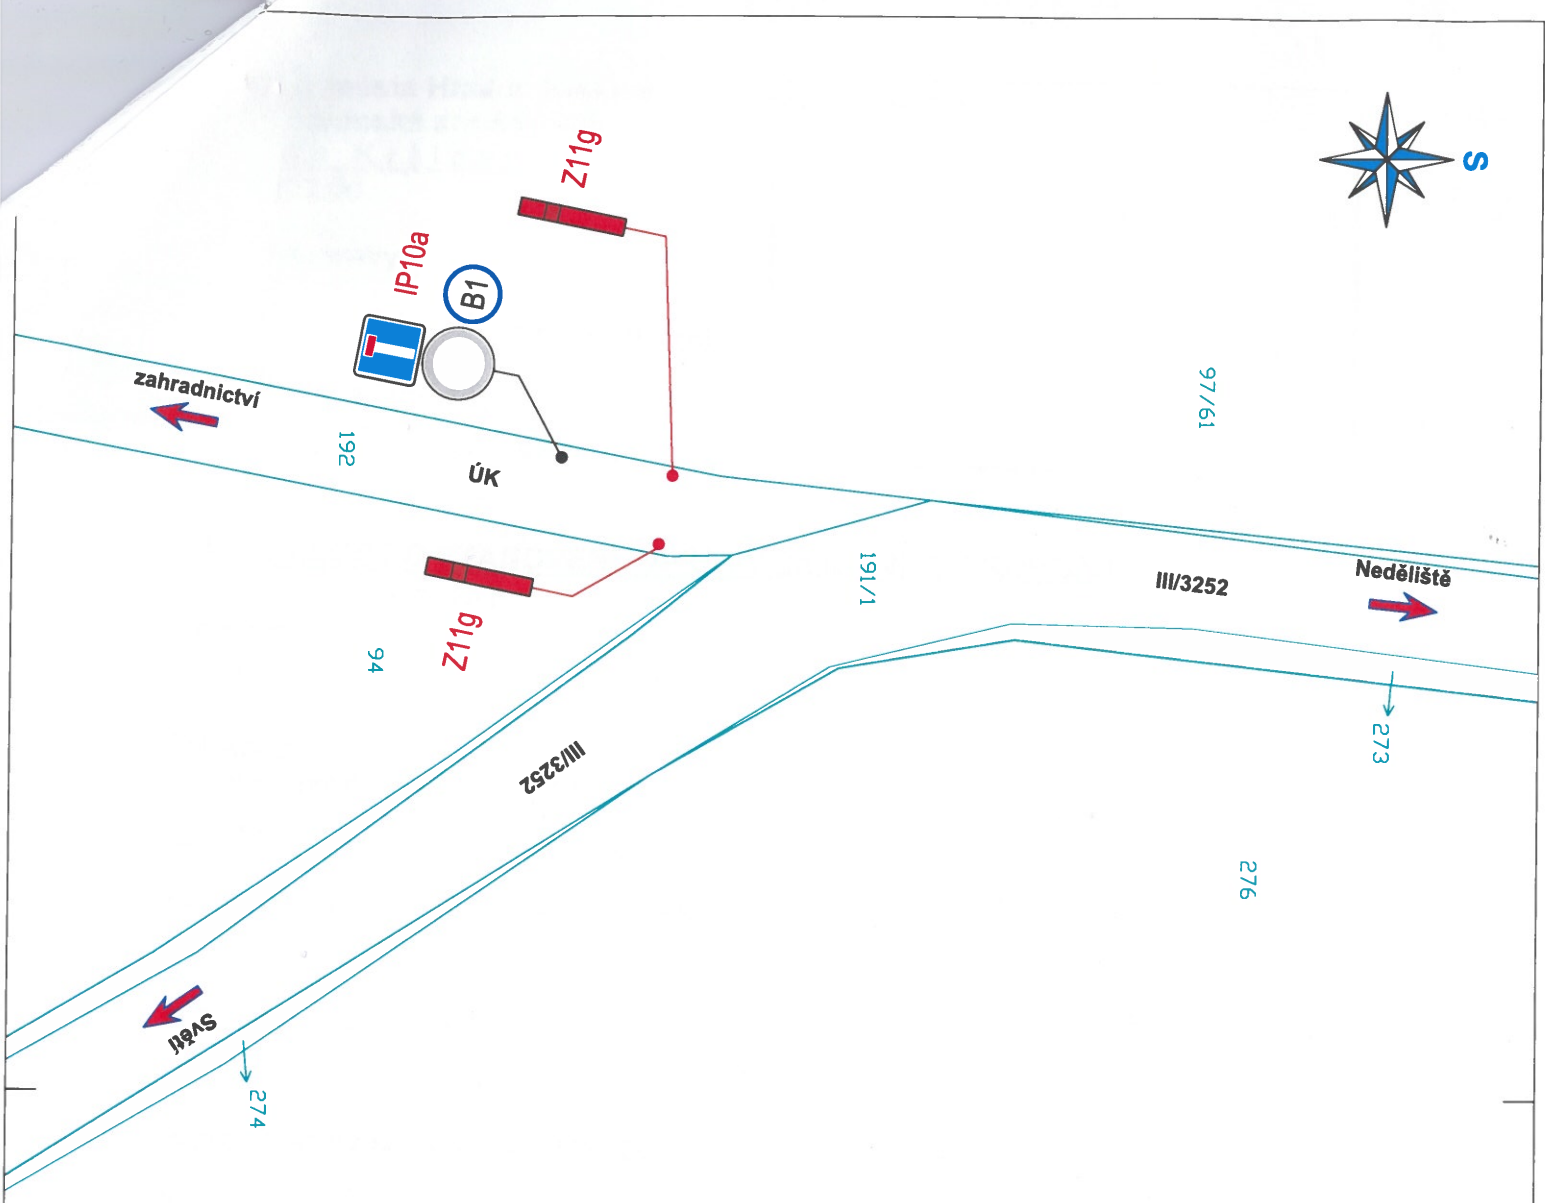 S
Z11g
IP10a
B1
zahradnictví
192
ÚK
97/61
191/1
III/3252
Neděliště
Z11g
94
273
III/3252
276
Světí
274